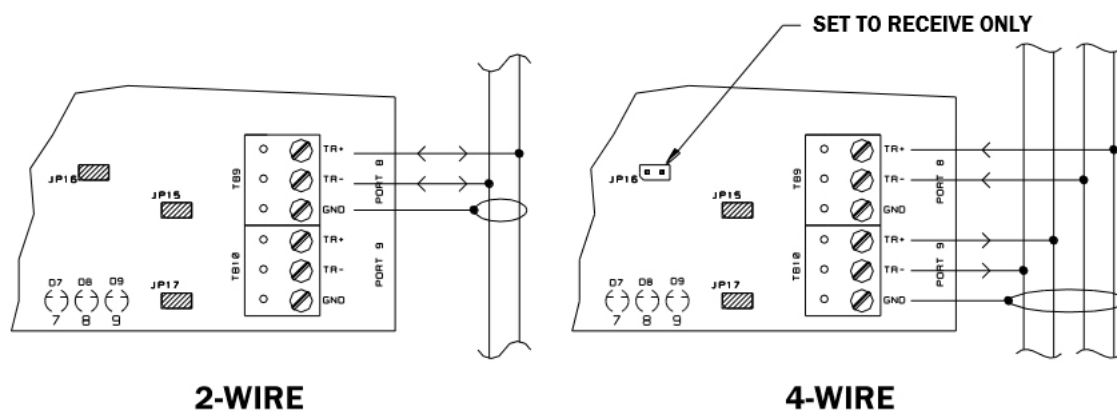 SET TO RECEIVE ONLY
JP16
JP15
TB9
TR+
TR-
GND
PORT 8
TB10
TR+
TR-
GND
PORT 9
D7 D8 D9
7 8 9
JP17
2-WIRE
JP16
JP15
TB9
TR+
TR-
GND
PORT 8
TB10
TR+
TR-
GND
PORT 9
D7 D8 D9
7 8 9
JP17
4-WIRE